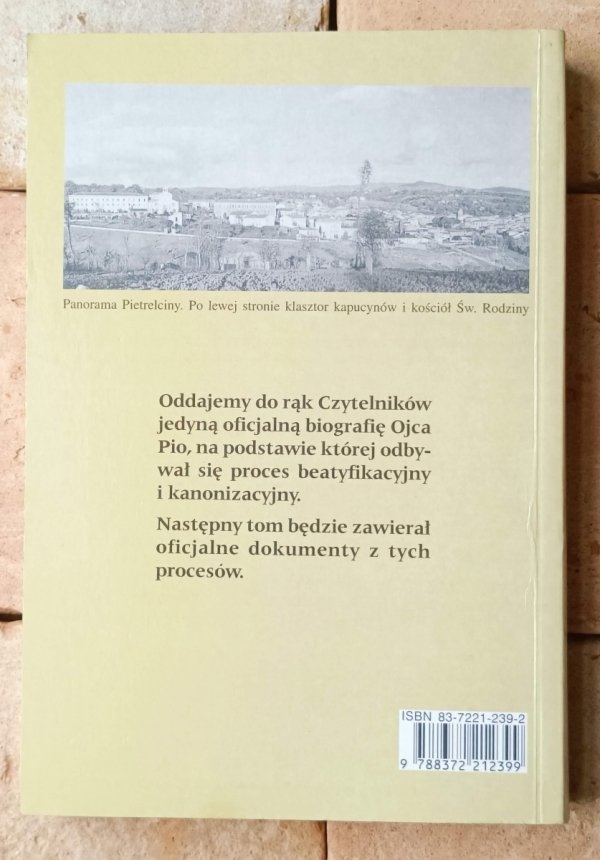 Panorama Pietrelciny. Po lewej stronie klasztor kapucynów i kościół Św. Rodziny
Oddajemy do rąk Czytelników
jedyną oficjalną biografię Ojca
Pio, na podstawie której odby-
wał się proces beatyfikacyjny
i kanonizacyjny.
Następny tom będzie zawierał
oficjalne dokumenty z tych
procesów.
ISBN 83-7221-239-2
9 788372 212399